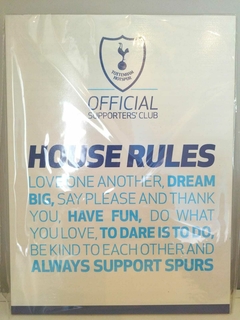 TOTTENHAM
HOTSPUR
OFFICIAL
SUPPORTERS' CLUB
HOUSE RULES
LOVE ONE ANOTHER, DREAM
BIG, SAY PLEASE AND THANK
YOU, HAVE FUN, DO WHAT
YOU LOVE, TO DARE IS TO DO,
BE KIND TO EACH OTHER AND
ALWAYS SUPPORT SPURS